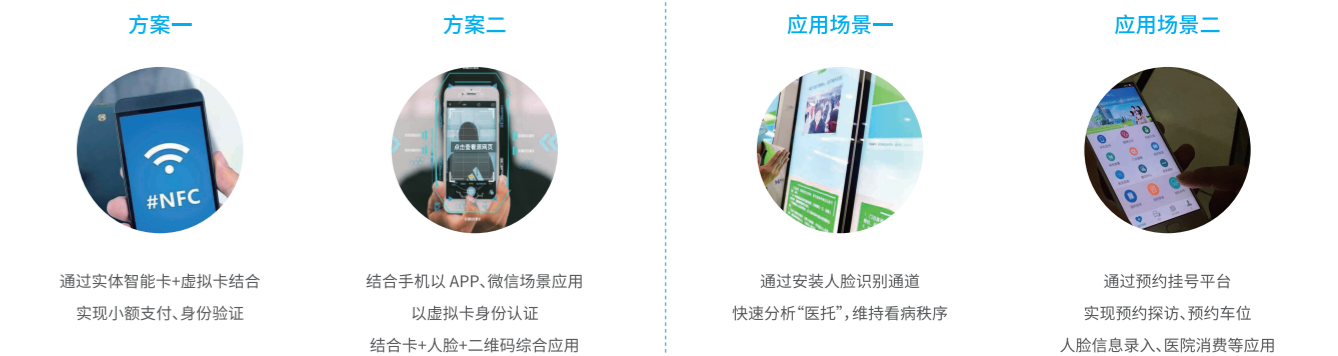 方案一
方案二
应用场景一
应用场景二
#NFC
点击查看源网页
通过实体智能卡+虚拟卡结合
实现小额支付、身份验证
结合手机以 APP、微信场景应用
以虚拟卡身份认证
结合卡+人脸+二维码综合应用
通过安装人脸识别通道
快速分析“医托”,维持看病秩序
通过预约挂号平台
实现预约探访、预约车位
人脸信息录入、医院消费等应用